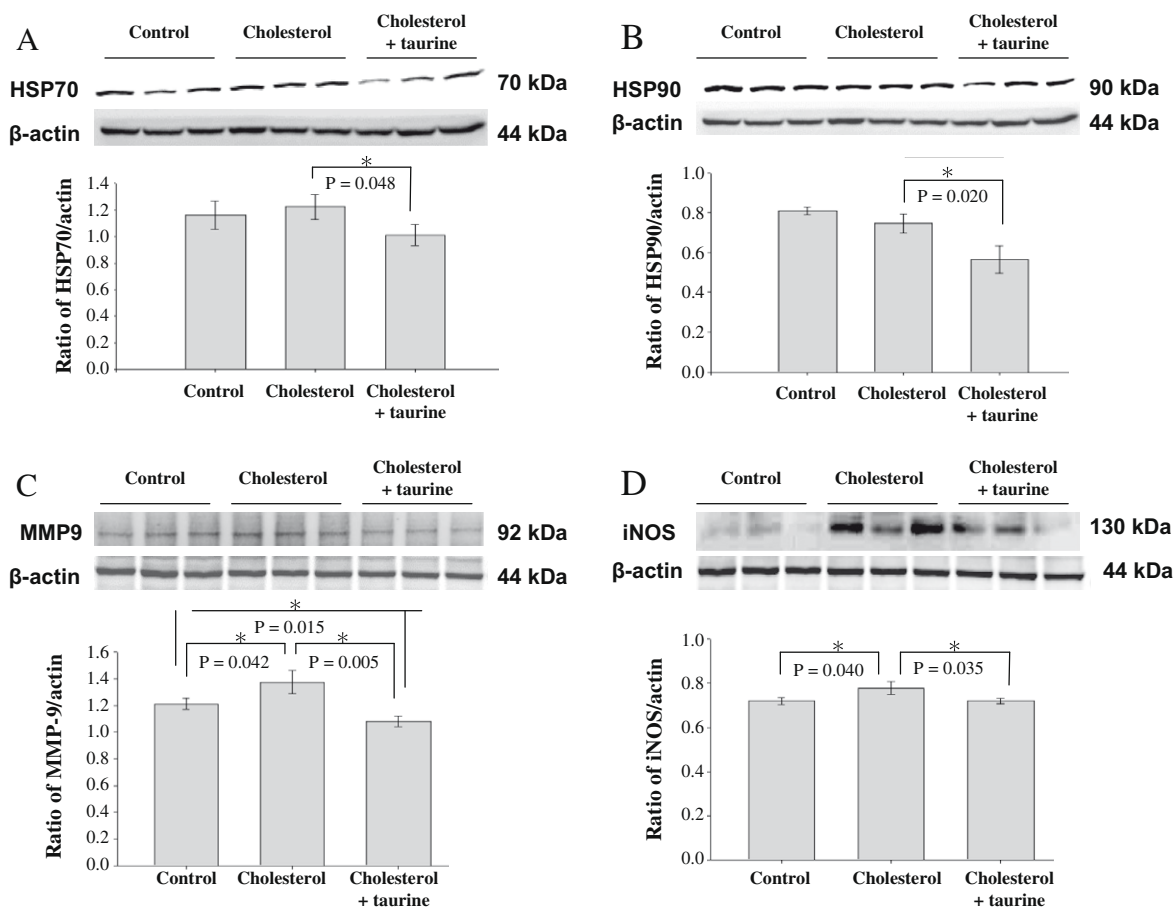 A
Control
Cholesterol
Cholesterol
+ taurine
HSP70
70 kDa
β-actin
44 kDa
*
P = 0.048
Ratio of HSP70/actin
1.4
1.2
1.0
0.8
0.6
0.4
0.2
0.0
Control
Cholesterol
Cholesterol
+ taurine
B
Control
Cholesterol
Cholesterol
+ taurine
HSP90
90 kDa
β-actin
44 kDa
*
P = 0.020
Ratio of HSP90/actin
1.0
0.8
0.6
0.4
0.2
0.0
Control
Cholesterol
Cholesterol
+ taurine
C
Control
Cholesterol
Cholesterol
+ taurine
MMP9
92 kDa
β-actin
44 kDa
*
P = 0.015
*
*
P = 0.042
P = 0.005
Ratio of MMP-9/actin
1.6
1.4
1.2
1.0
0.8
0.6
0.4
0.2
0.0
Control
Cholesterol
Cholesterol
+ taurine
D
Control
Cholesterol
Cholesterol
+ taurine
iNOS
130 kDa
β-actin
44 kDa
*
*
P = 0.040
P = 0.035
Ratio of iNOS/actin
1.0
0.8
0.6
0.4
0.2
0.0
Control
Cholesterol
Cholesterol
+ taurine